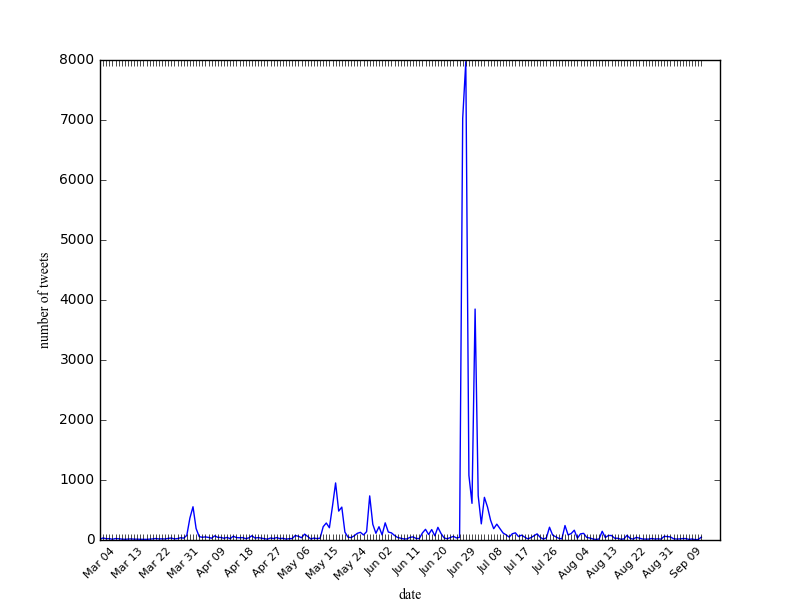 8000
7000
6000
5000
4000
3000
2000
1000
0
number of tweets
Mar 04
Mar 13
Mar 22
Mar 31
Apr 09
Apr 18
Apr 27
May 06
May 15
May 24
Jun 02
Jun 11
Jun 20
Jun 29
Jul 08
Jul 17
Jul 26
Aug 04
Aug 13
Aug 22
Aug 31
Sep 09
date